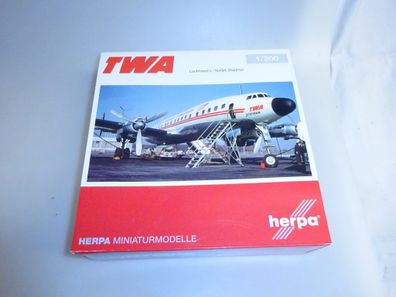 TWA
1/200
Lockheed L-1649A Starliner
TWA
herpa
HERPA MINIATURMODELLE